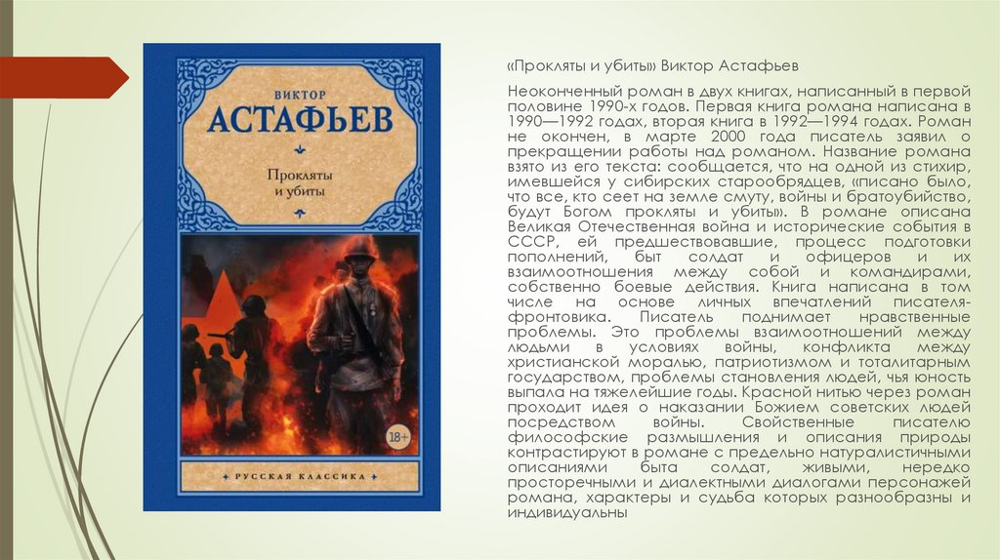 ВИКТОР
АСТАФЬЕВ
Прокляты
и убиты
18+
РУССКАЯ КЛАССИКА
«Прокляты и убиты» Виктор Астафьев
Неоконченный роман в двух книгах, написанный в первой
половине 1990-х годов. Первая книга романа написана в
1990—1992 годах, вторая книга в 1992—1994 годах. Роман
не окончен, в марте 2000 года писатель заявил о
прекращении работы над романом. Название романа
взято из его текста: сообщается, что на одной из стихир,
имевшейся у сибирских старообрядцев, «писано было,
что все, кто сеет на земле смуту, войны и братоубийство,
будут Богом прокляты и убиты». В романе описана
Великая Отечественная война и исторические события в
СССР, ей предшествовавшие, процесс подготовки
пополнений, быт солдат и офицеров и их
взаимоотношения между собой и командирами,
собственно боевые действия. Книга написана в том
числе на основе личных впечатлений писателя-
фронтовика. Писатель поднимает нравственные
проблемы. Это проблемы взаимоотношений между
людьми в условиях войны, конфликта между
христианской моралью, патриотизмом и тоталитарным
государством, проблемы становления людей, чья юность
выпала на тяжелейшие годы. Красной нитью через роман
проходит идея о наказании Божием советских людей
посредством войны. Свойственные писателю
философские размышления и описания природы
контрастируют в романе с предельно натуралистичными
описаниями быта солдат, живыми, нередко
просторечными и диалектными диалогами персонажей
романа, характеры и судьба которых разнообразны и
индивидуальны